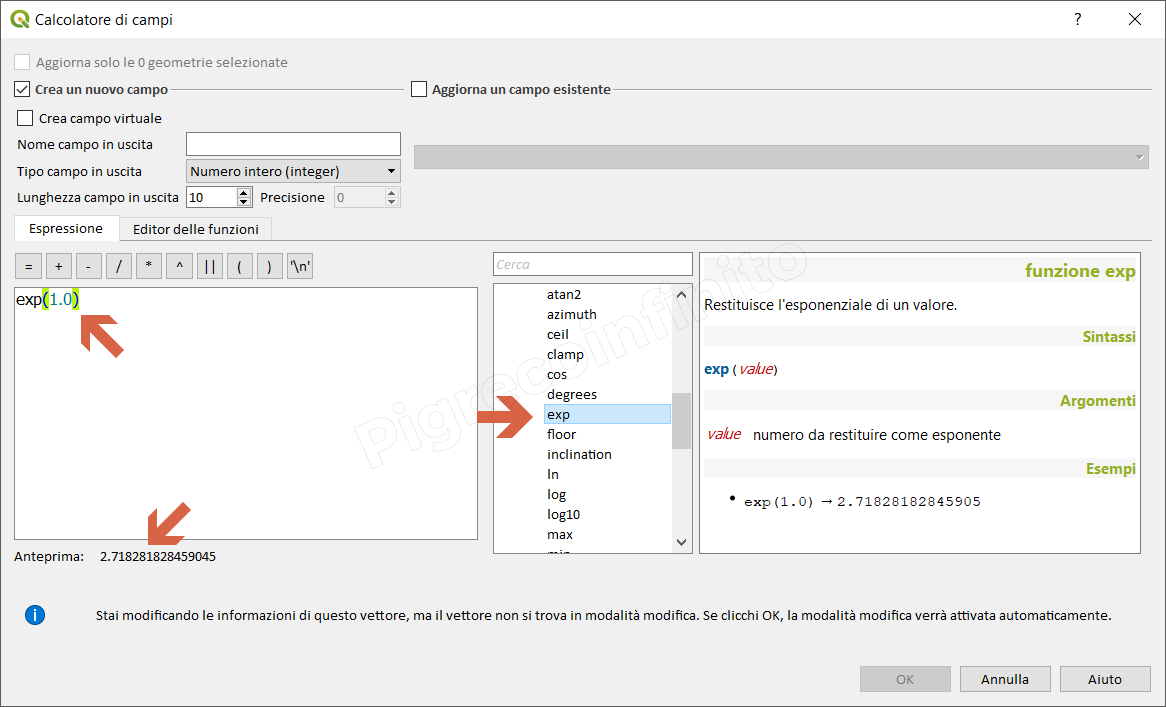 Calcolatore di campi
?
Aggiorna solo le 0 geometrie selezionate
Crea un nuovo campo
Aggiorna un campo esistente
Crea campo virtuale
Nome campo in uscita
Tipo campo in uscita Numero intero (integer)
Lunghezza campo in uscita 10 Precisione 0
Espressione Editor delle funzioni
= + - / * ^ || ( ) '\n'
exp(1.0)
Anteprima: 2.718281828459045
Cerca
atan2
azimuth
ceil
clamp
cos
degrees
exp
floor
inclination
ln
log
log10
max
min
funzione exp
Restituisce l'esponenziale di un valore.
Sintassi
exp (value)
Argomenti
value numero da restituire come esponente
Esempi
• exp(1.0) → 2.71828182845905
Pigrecoinfinito
Stai modificando le informazioni di questo vettore, ma il vettore non si trova in modalità modifica. Se clicchi OK, la modalità modifica verrà attivata automaticamente.
OK Annulla Aiuto